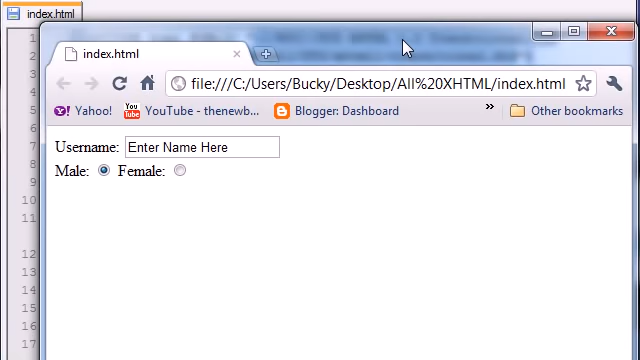 index.html
index.html
file:///C:/Users/Bucky/Desktop/All%20XHTML/index.html
Yahoo! You Tube YouTube - thenewb... Blogger: Dashboard » Other bookmarks
Username: Enter Name Here
Male: Female:
1
2
3
4
5
6
7
8
9
10
11
12
13
14
15
16
17